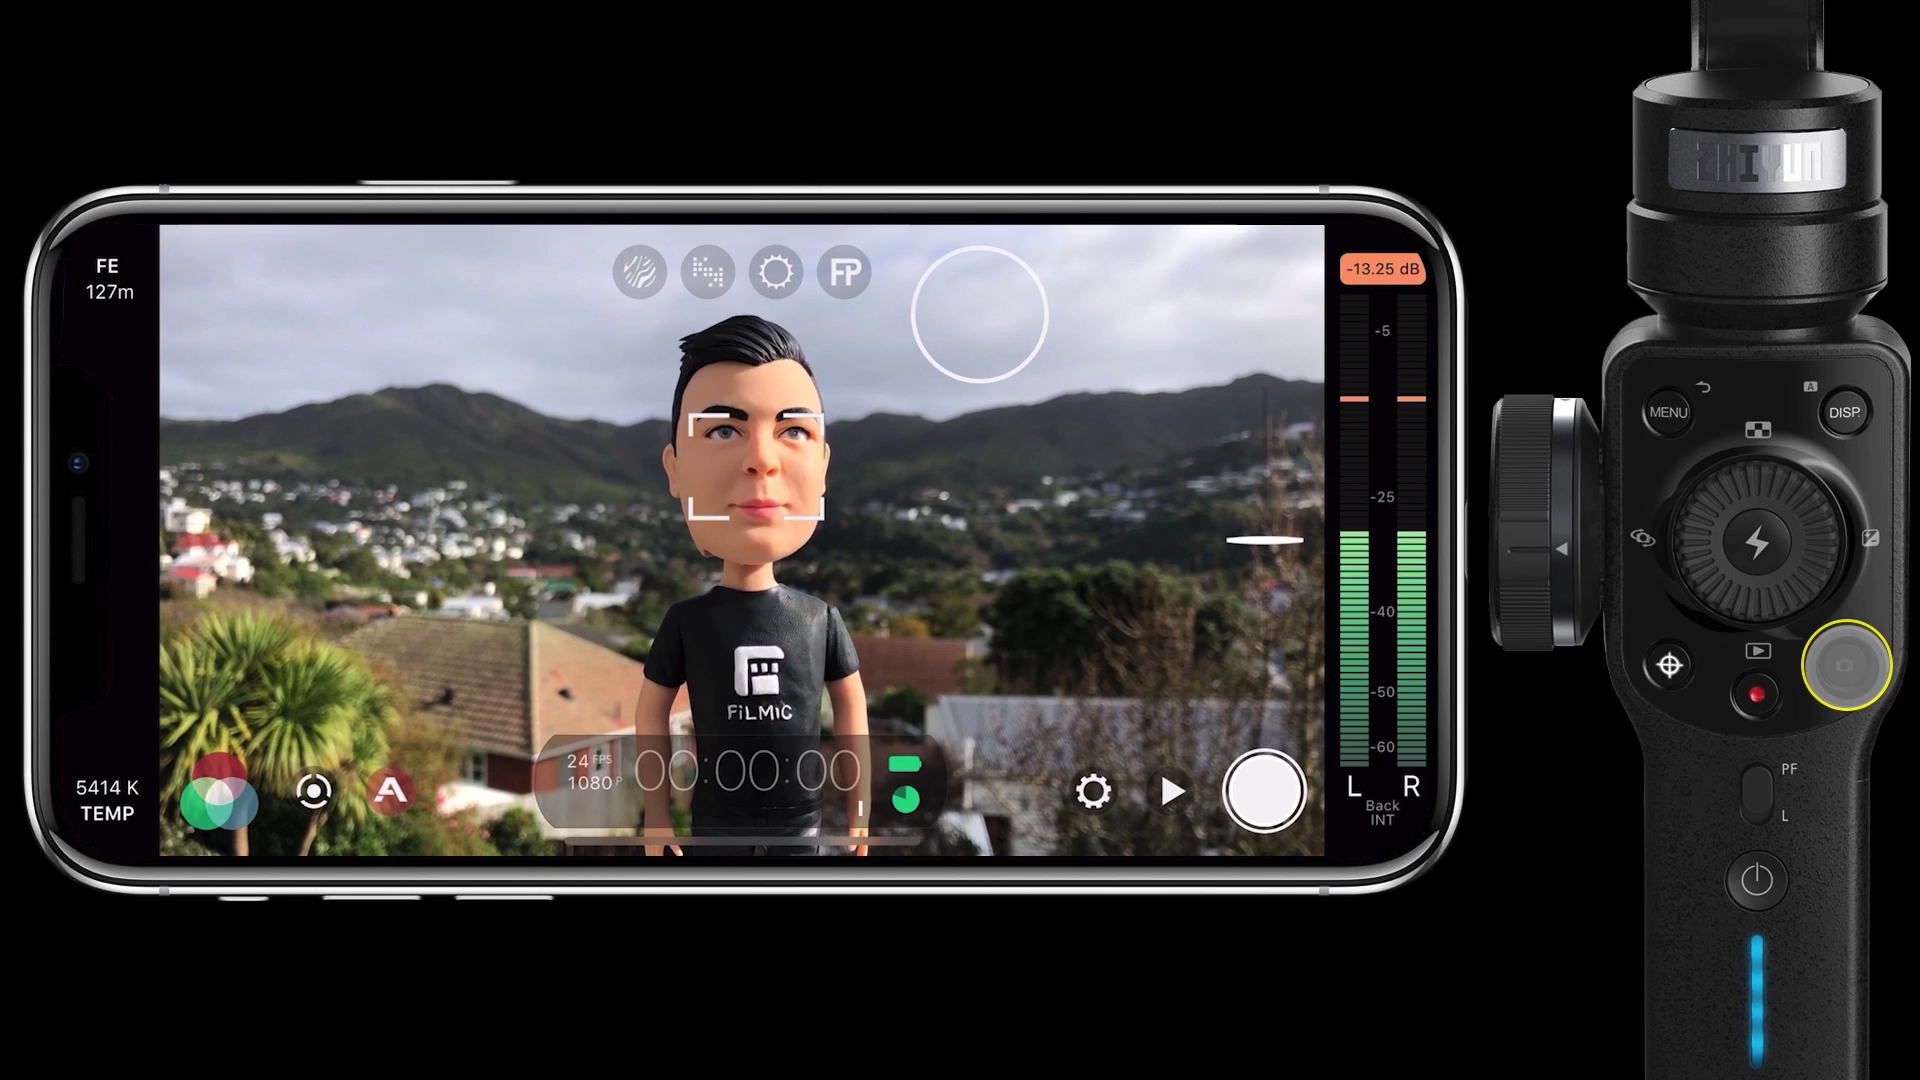 FE
127m
FP
-13.25 dB
-5
-25
-40
-50
-60
L R
Back
INT
5414 K
TEMP
A
24 FPS
1080 P
00:00:00
FiLMiC
ZHIYUN
MENU
A
DISP.
PF
L